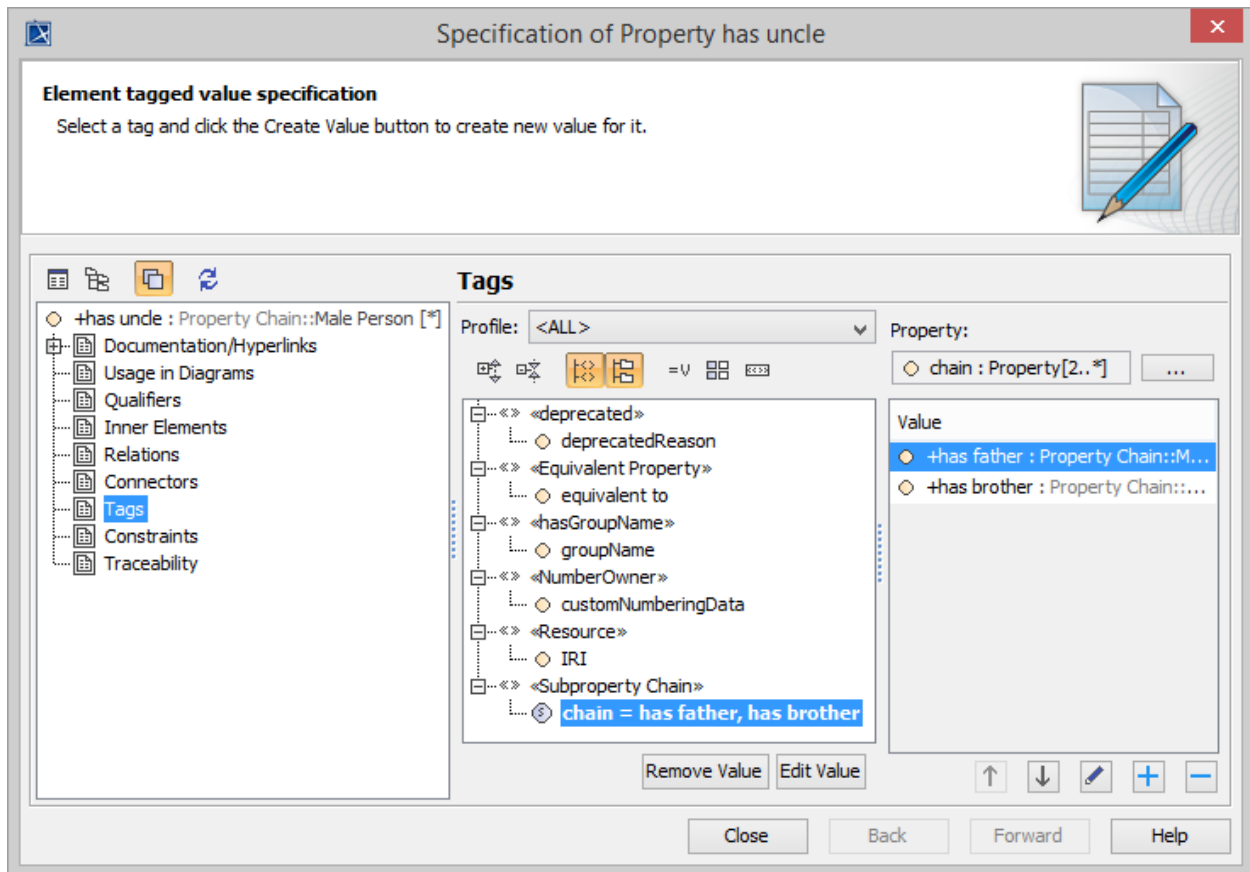 Specification of Property has uncle
Element tagged value specification
Select a tag and click the Create Value button to create new value for it.
+has uncle : Property Chain::Male Person [*]
Documentation/Hyperlinks
Usage in Diagrams
Qualifiers
Inner Elements
Relations
Connectors
Tags
Constraints
Traceability
Tags
Profile: <ALL>
=V
«deprecated»
deprecatedReason
«Equivalent Property»
equivalent to
«hasGroupName»
groupName
«NumberOwner»
customNumberingData
«Resource»
IRI
«Subproperty Chain»
chain = has father, has brother
Remove Value Edit Value
Property:
chain : Property[2..*] ...
Value
+has father : Property Chain::M...
+has brother : Property Chain::...
Close Back Forward Help